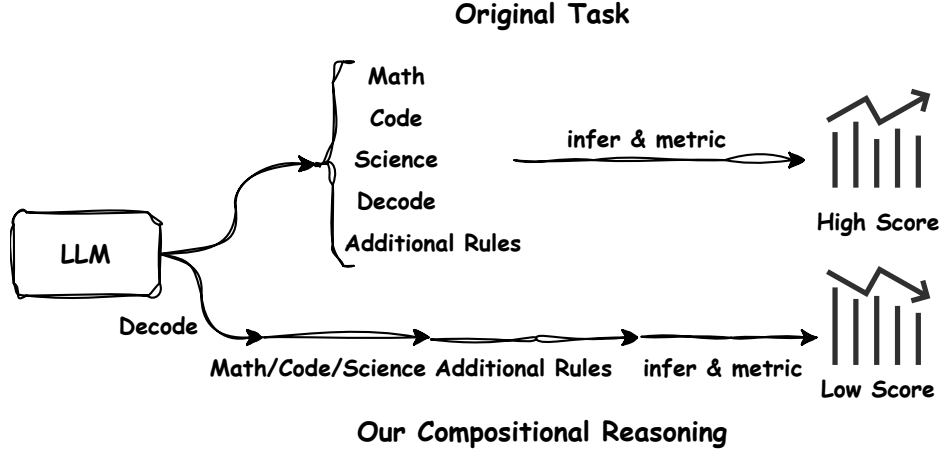 Original Task
Math
Code
Science
Decode
Additional Rules
infer & metric
High Score
LLM
Decode
Math/Code/Science
Additional Rules
infer & metric
Low Score
Our Compositional Reasoning